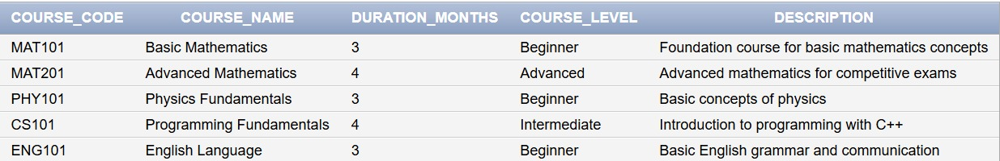 COURSE_CODE COURSE_NAME DURATION_MONTHS COURSE_LEVEL DESCRIPTION
MAT101 Basic Mathematics 3 Beginner Foundation course for basic mathematics concepts
MAT201 Advanced Mathematics 4 Advanced Advanced mathematics for competitive exams
PHY101 Physics Fundamentals 3 Beginner Basic concepts of physics
CS101 Programming Fundamentals 4 Intermediate Introduction to programming with C++
ENG101 English Language 3 Beginner Basic English grammar and communication